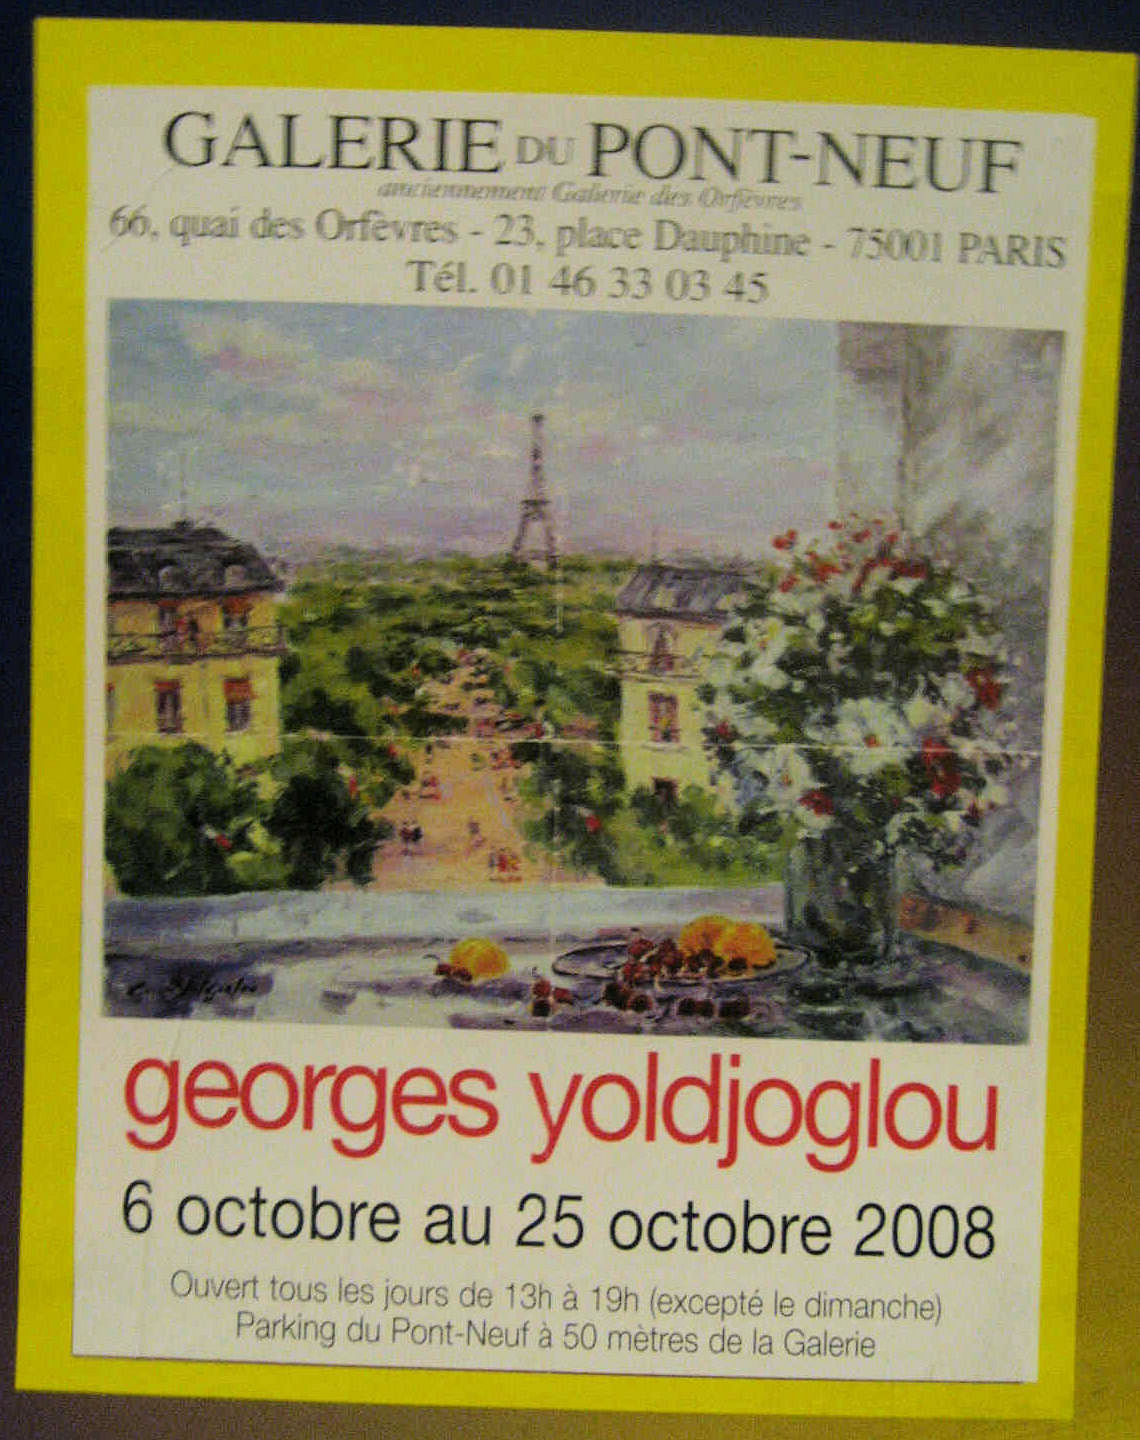 GALERIE DU PONT-NEUF
anciennement Galerie des Orfèvres
66, quai des Orfèvres - 23, place Dauphine - 75001 PARIS
Tél. 01 46 33 03 45
georges yoldjoglou
6 octobre au 25 octobre 2008
Ouvert tous les jours de 13h à 19h (excepté le dimanche)
Parking du Pont-Neuf à 50 mètres de la Galerie